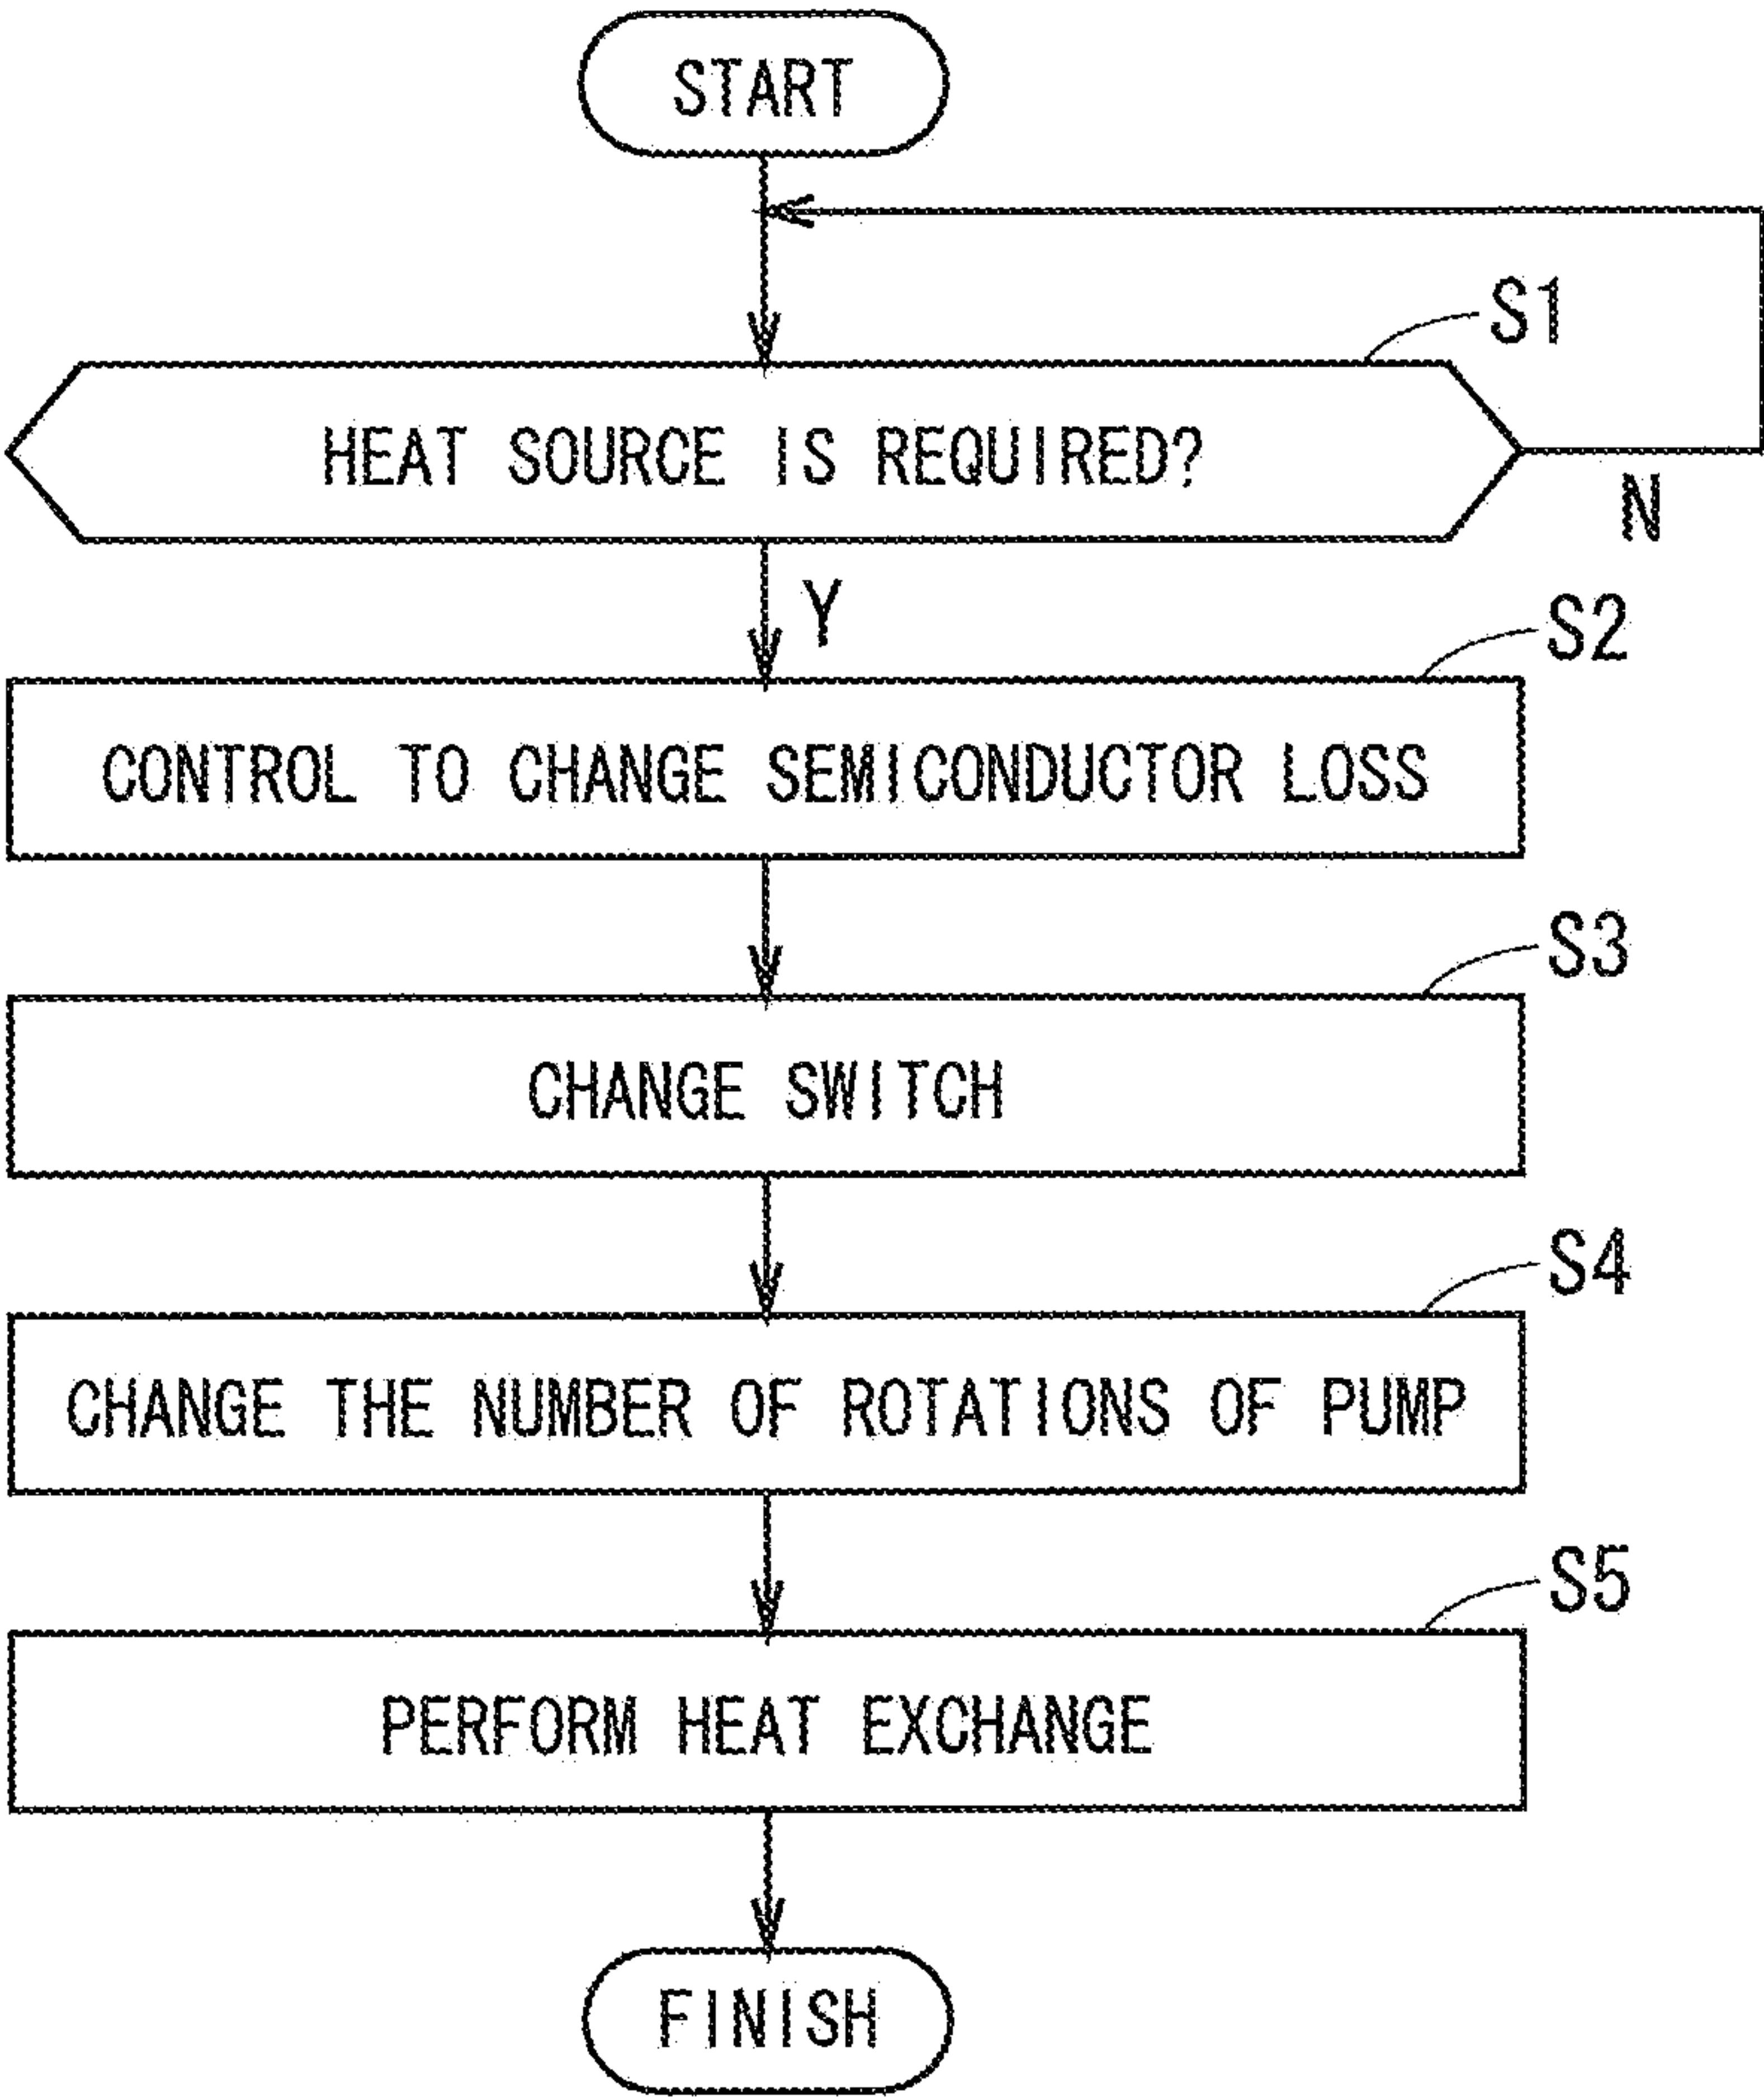 START
S1
HEAT SOURCE IS REQUIRED?
N
Y
S2
CONTROL TO CHANGE SEMICONDUCTOR LOSS
S3
CHANGE SWITCH
S4
CHANGE THE NUMBER OF ROTATIONS OF PUMP
S5
PERFORM HEAT EXCHANGE
FINISH